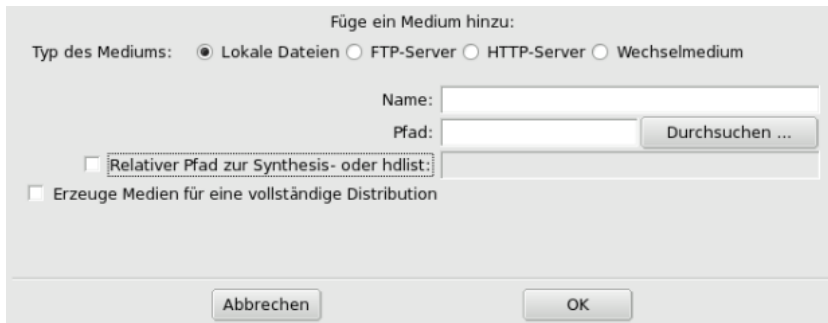 Füge ein Medium hinzu:
Typ des Mediums: Lokale Dateien FTP-Server HTTP-Server Wechselmedium
Name:
Pfad: Durchsuchen ...
Relativer Pfad zur Synthesis- oder hdlist:
Erzeuge Medien für eine vollständige Distribution
Abbrechen OK